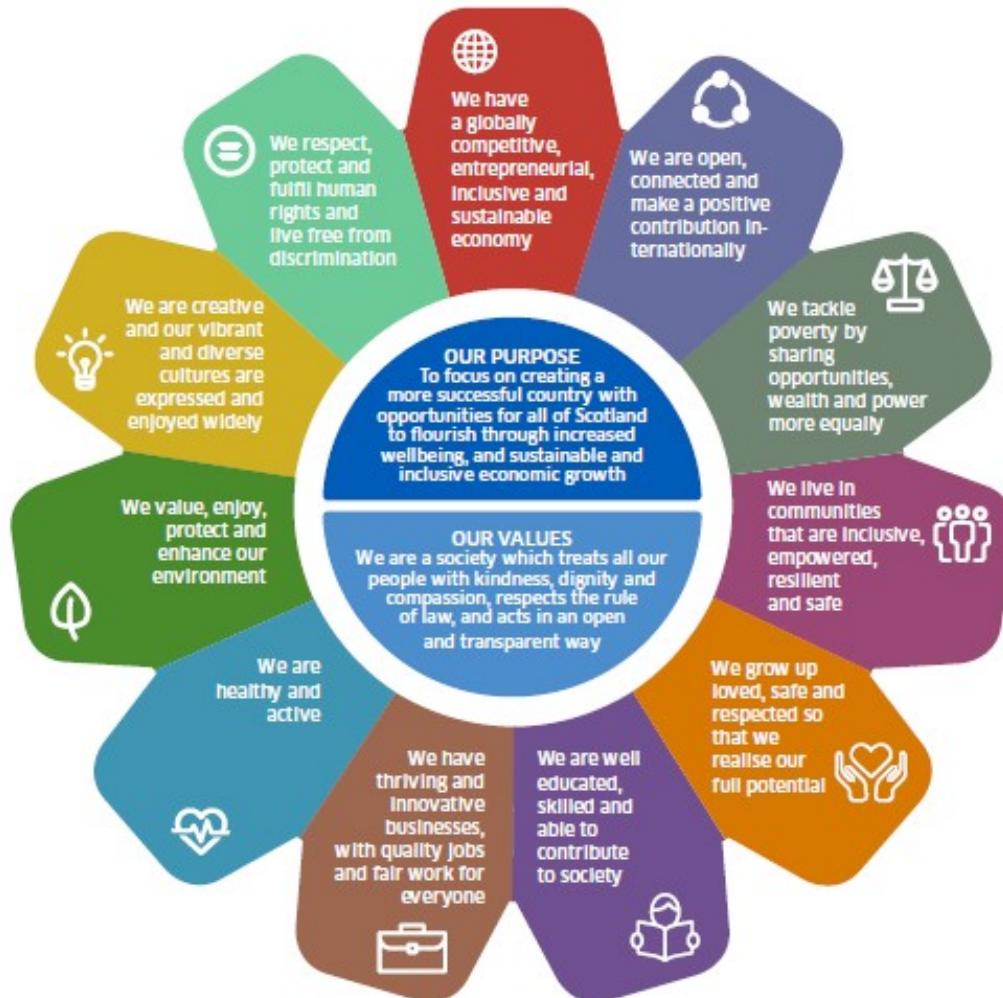 We have
a globally
competitive,
entrepreneurial,
inclusive and
sustainable
economy
We are open,
connected and
make a positive
contribution in-
ternationally
We tackle
poverty by
sharing
opportunities,
wealth and power
more equally
We live in
communities
that are inclusive,
empowered,
resilient
and safe
We grow up
loved, safe and
respected so
that we
realise our
full potential
We are well
educated,
skilled and
able to
contribute
to society
We have
thriving and
innovative
businesses,
with quality jobs
and fair work for
everyone
We are
healthy and
active
We value, enjoy,
protect and
enhance our
environment
We are creative
and our vibrant
and diverse
cultures are
expressed and
enjoyed widely
We respect,
protect and
fulfil human
rights and
live free from
discrimination
OUR PURPOSE
To focus on creating a
more successful country with
opportunities for all of Scotland
to flourish through increased
wellbeing, and sustainable and
inclusive economic growth
OUR VALUES
We are a society which treats all our
people with kindness, dignity and
compassion, respects the rule
of law, and acts in an open
and transparent way